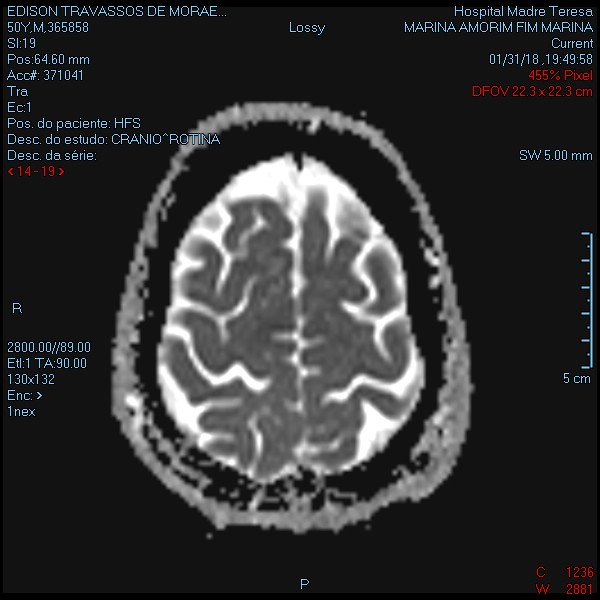 EDISON TRAVASSOS DE MORAE...
50Y,M,365858
Sl:19
Pos:64.60 mm
Acc#: 371041
Tra
Ec:1
Pos. do paciente: HFS
Desc. do estudo: CRANIO^ROTINA
Desc. da série:
< 14 - 19 >
Lossy
Hospital Madre Teresa
MARINA AMORIM FIM MARINA
Current
01/31/18 ,19:49:58
455% Pixel
DFOV 22.3 x 22.3 cm
SW 5.00 mm
R
2800.00//89.00
Etl:1 TA:90.00
130x132
Enc: >
1nex
5 cm
P
C 1236
W 2881